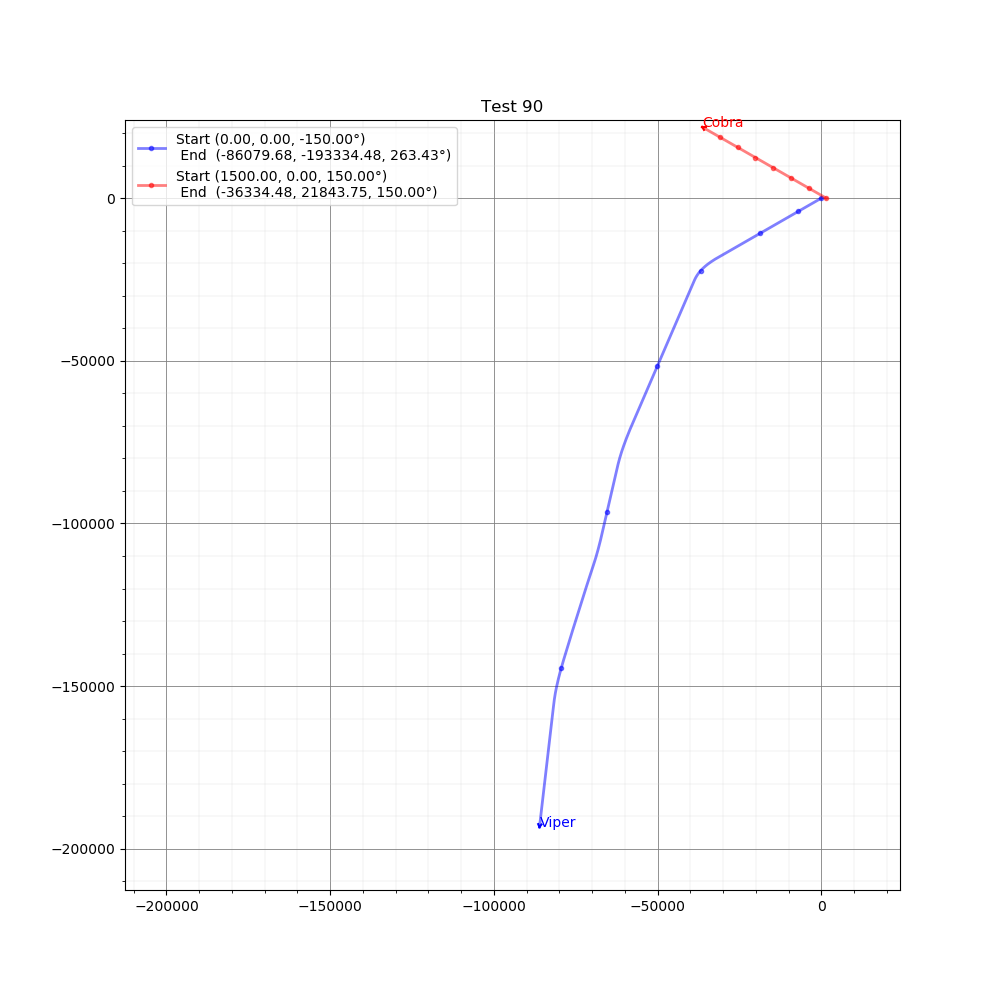 Test 90
Start (0.00, 0.00, -150.00°)
End  (-86079.68, -193334.48, 263.43°)
Start (1500.00, 0.00, 150.00°)
End  (-36334.48, 21843.75, 150.00°)
Cobra
0
−50000
−100000
−150000
−200000
Viper
−200000
−150000
−100000
−50000
0